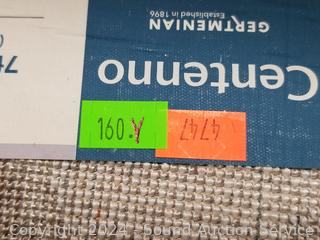 GERTMENIAN
Established in 1896
Centenno
160.Y
4747
Copyright 2024 - Sound Auction Service